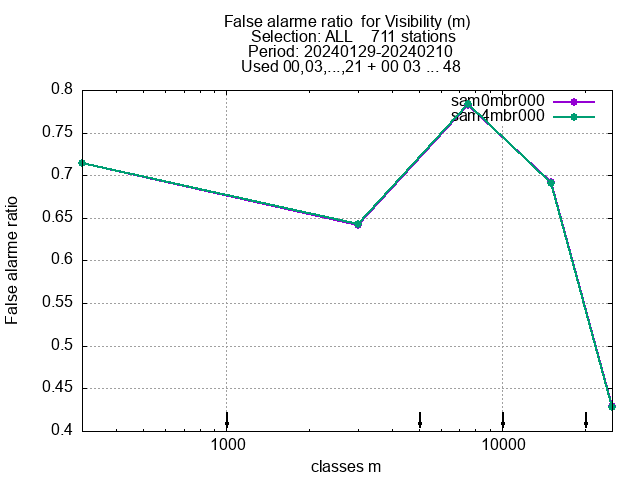 False alarme ratio  for Visibility (m)
Selection: ALL    711 stations
Period: 20240129-20240210
Used 00,03,...,21 + 00 03 ... 48
sam0mbr000
sam4mbr000
0.8
0.75
0.7
0.65
0.6
0.55
0.5
0.45
0.4
False alarme ratio
1000
10000
classes m